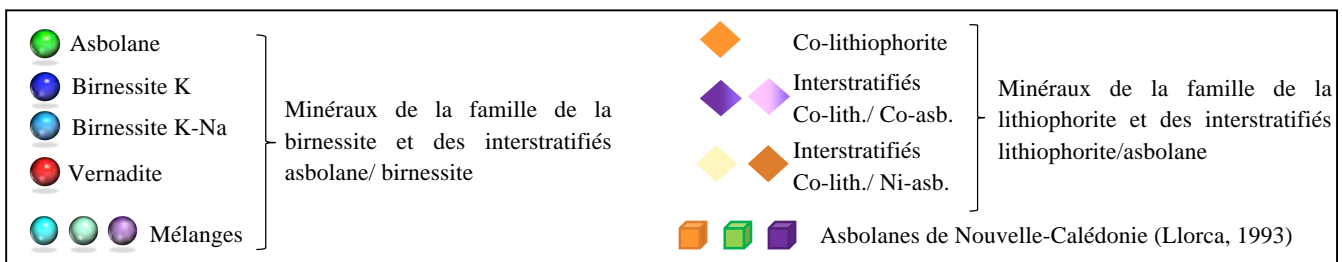 Asbolane
Birnessite K
Birnessite K-Na
Vernadite
Mélanges
Minéraux de la famille de la
birnessite et des interstratifiés
asbolane/ birnessite
Co-lithiophorite
Interstratifiés
Co-lith./ Co-asb.
Interstratifiés
Co-lith./ Ni-asb.
Minéraux de la famille de la
lithiophorite et des interstratifiés
lithiophorite/asbolane
Asbolanes de Nouvelle-Calédonie (Llorca, 1993)